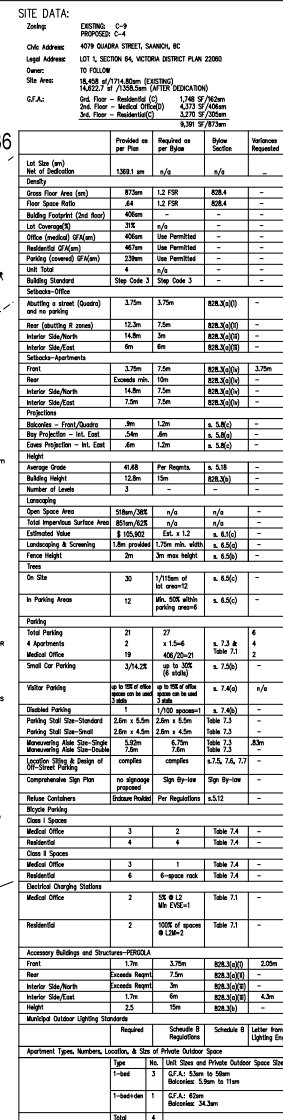 SITE DATA:
Zoning: EXISTING: C-9
PROPOSED: C-4
Civic Address: 4079 QUADRA STREET, SAANICH, BC
Legal Address: LOT 1, SECTION 64, VICTORIA DISTRICT PLAN 22060
Owner: TO FOLLOW
Site Area: 18,458 sf/1714.80sm (EXISTING)
14,622.7 sf /1358.5sm (AFTER DEDICATION)
G.F.A.: Grd. Floor - Residential (C) 1,748 SF/162sm
2nd. Floor - Medical Office(D) 4,373 SF/406sm
3rd. Floor - Residential(C) 3,270 SF/305sm
9,391 SF/873sm
Provided as per Plan Required as per Bylaw Bylaw Section Variances Requested
Lot Size (sm)
Net of Dedication 1369.1 sm n/a n/a -
Density
Gross Floor Area (sm) 873sm 1.2 FSR 828.4 -
Floor Space Ratio .64 1.2 FSR 828.4 -
Building Footprint (2nd floor) 406sm - - -
Lot Coverage(%) 31% n/a -
Office (medical) GFA(sm) 406sm Use Permitted -
Residential GFA(sm) 467sm Use Permitted -
Parking (covered) GFA(sm) 239sm Use Permitted -
Unit Total 4 n/a -
Building Standard Step Code 3 Step Code 3 -
Setbacks-Office
Abutting a street (Quadra) and no parking 3.75m 3.75m 828.3(a)(i) -
Rear (abutting R zones) 12.3m 7.5m 828.3(a)(ii) -
Interior Side/North 14.8m 3m 828.3(a)(iii) -
Interior Side/East 6m 6m 828.3(a)(iii) -
Setbacks-Apartments
Front 3.75m 7.5m 828.3(a)(iv) 3.75m
Rear Exceeds min. 10m 828.3(a)(iv) -
Interior Side/North 14.8m 7.5m 828.3(a)(iv) -
Interior Side/East 7.5m 7.5m 828.3(a)(iv) -
Projections
Balconies - Front/Quadra .9m 1.2m s. 5.8(c) -
Bay Projection - Int. East .54m .6m s. 5.8(a) -
Eaves Projection - Int. East .6m 1.2m s. 5.8(c) -
Height
Average Grade 41.68 Per Reqmts. s. 5.18 -
Building Height 12.8m 15m 828.3(b) -
Number of Levels 3 - -
Lanscaping
Open Space Area 518sm/38% n/a n/a -
Total Impervious Surface Area 851sm/62% n/a n/a -
Estimated Value $ 105,902 Est. x 1.2 s. 6.1(c) -
Landscaping & Screening 1.8m provided 1.75m min. width s. 6.5(a) -
Fence Height 2m 3m max height s. 6.5(b) -
Trees
On Site 30 1/115sm of lot area=12 s. 6.5(c) -
In Parking Areas 12 Min. 50% within parking area=6 s. 6.5(c) -
Parking
Total Parking 21 27 6
4 Apartments 2 x 1.5=6 s. 7.3 & Table 7.1 4
Medical Office 19 406/20=21 2
Small Car Parking 3/14.2% up to 30% (6 stalls) s. 7.5(b) -
Visitor Parking up to 15% of office spaces can be used 3 stalls up to 15% of office spaces can be used 3 stalls s. 7.4(a) n/a
Disabled Parking 1 1/100 spaces=1 s. 7.4(b) -
Parking Stall Size-Standard 2.6m x 5.5m 2.6m x 5.5m Table 7.3 -
Parking Stall Size-Small 2.6m x 4.5m 2.6m x 4.5m Table 7.3 -
Maneuvering Aisle Size-Single 5.92m 6.75m Table 7.3 .83m
Maneuvering Aisle Size-Double 7.6m 7.6m Table 7.3 -
Location Siting & Design of Off-Street Parking complies complies s.7.5, 7.6, 7.7 -
Comprehensive Sign Plan no signage proposed Sign By-law Sign By-law -
Refuse Containers Enclosure Provided Per Regulations s.5.12 -
Bicycle Parking
Class I Spaces
Medical Office 3 2 Table 7.4 -
Residential 4 4 Table 7.4 -
Class II Spaces
Medical Office 3 1 Table 7.4 -
Residential 6 6-space rack Table 7.4 -
Electrical Charging Stations
Medical Office 2 5% @ L2 Min EVSE=1 Table 7.1 -
Residential 2 100% of spaces @ L2M=2 Table 7.1 -
Accessory Buildings and Structures-PERGOLA
Front 1.7m 3.75m 828.3(a)(i) 2.05m
Rear Exceeds Reqmt 7.5m 828.3(a)(ii) -
Interior Side/North Exceeds Reqmt 3m 828.3(a)(iii) -
Interior Side/East 1.7m 6m 828.3(a)(iii) 4.3m
Height 2.5 15m 828.3(b) -
Municipal Outdoor Lighting Standards
Required Scheudle B Regulations Schedule B Letter from Lighting Eng
Apartment Types, Numbers, Location, & Sizs of Private Outdoor Space
Type No. Unit Sizes and Private Outdoor Space Size
1-bed 3 G.F.A.: 53sm to 59sm
Balconies: 5.9sm to 11sm
1-bed+den 1 G.F.A.: 62sm
Balconies: 34.3sm
Total 4